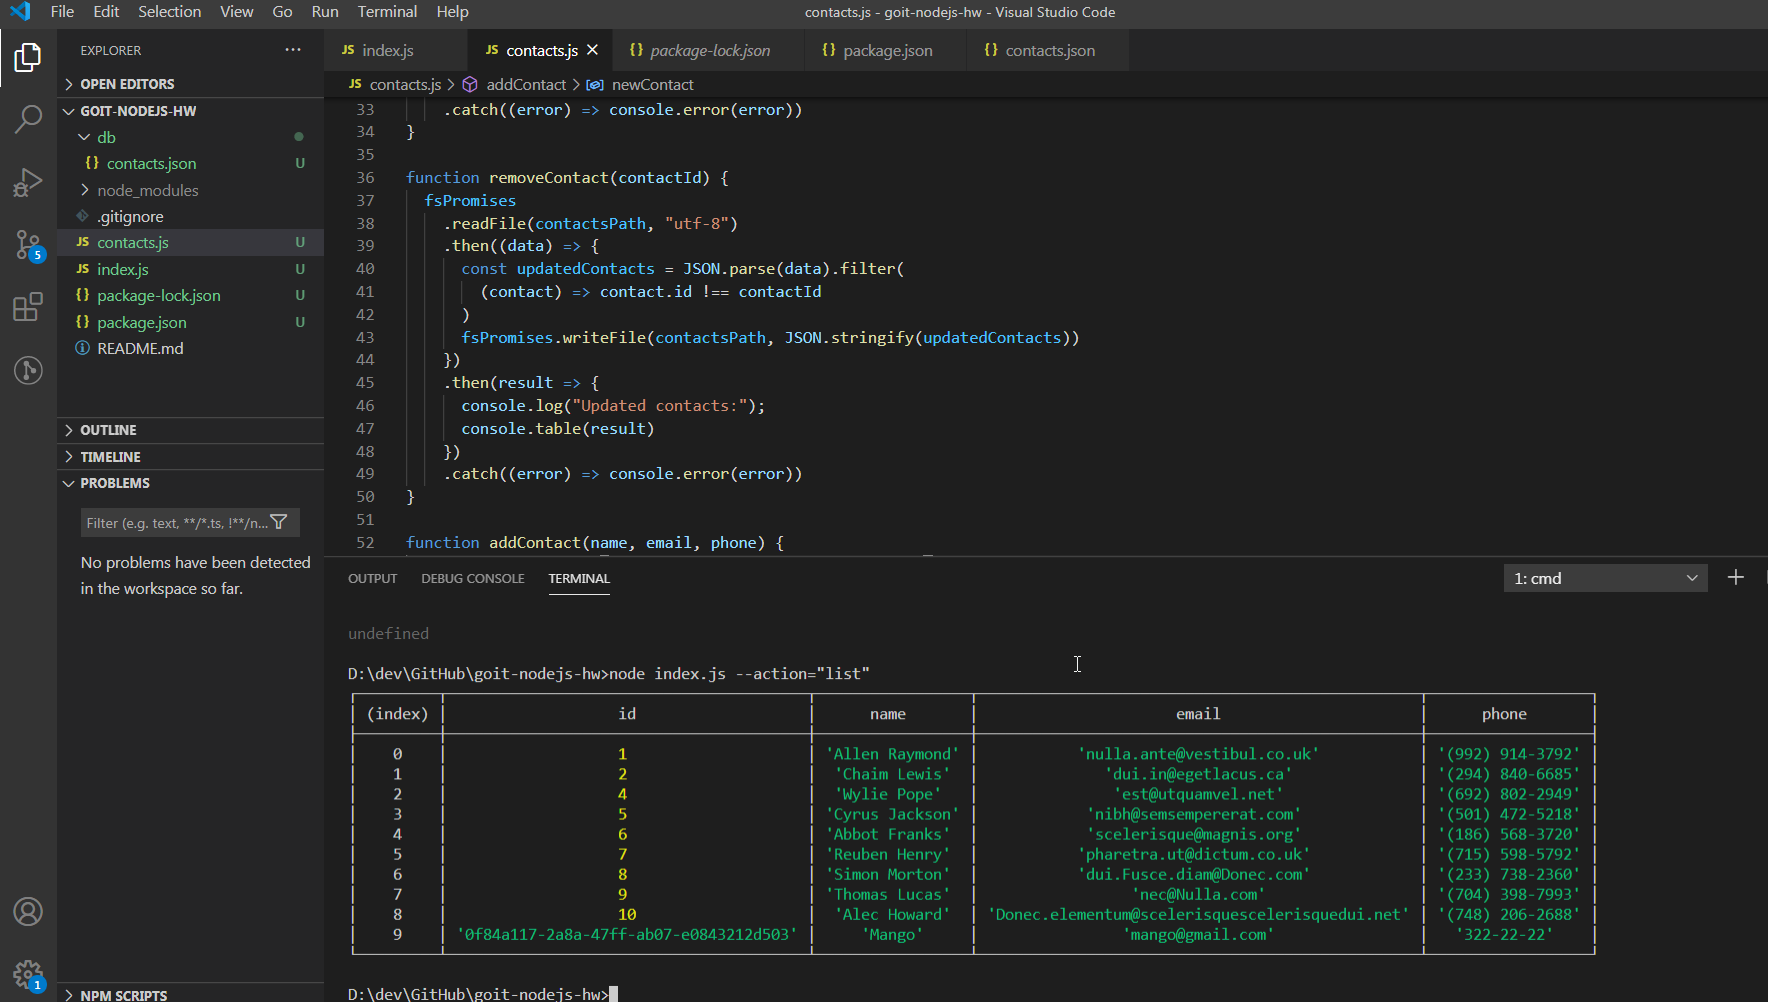 File Edit Selection View Go Run Terminal Help
contacts.js - goit-nodejs-hw - Visual Studio Code
EXPLORER ···
OPEN EDITORS
GOIT-NODEJS-HW
db
{} contacts.json U
node_modules
.gitignore
JS contacts.js U
JS index.js U
{} package-lock.json U
{} package.json U
README.md
OUTLINE
TIMELINE
PROBLEMS
Filter (e.g. text, **/*.ts, !**/n...
No problems have been detected
in the workspace so far.
NPM SCRIPTS
5
1
JS index.js
JS contacts.js
{} package-lock.json
{} package.json
{} contacts.json
JS contacts.js > addContact > newContact
33 .catch((error) => console.error(error))
34 }
35
36 function removeContact(contactId) {
37 fsPromises
38 .readFile(contactsPath, "utf-8")
39 .then((data) => {
40 const updatedContacts = JSON.parse(data).filter(
41 (contact) => contact.id !== contactId
42 )
43 fsPromises.writeFile(contactsPath, JSON.stringify(updatedContacts))
44 })
45 .then(result => {
46 console.log("Updated contacts:");
47 console.table(result)
48 })
49 .catch((error) => console.error(error))
50 }
51
52 function addContact(name, email, phone) {
OUTPUT DEBUG CONSOLE TERMINAL
1: cmd
undefined
D:\dev\GitHub\goit-nodejs-hw>node index.js --action="list"
(index) id name email phone
0 1 'Allen Raymond' 'nulla.ante@vestibul.co.uk' '(992) 914-3792'
1 2 'Chaim Lewis' 'dui.in@egetlacus.ca' '(294) 840-6685'
2 4 'Wylie Pope' 'est@utquamvel.net' '(692) 802-2949'
3 5 'Cyrus Jackson' 'nibh@semsempererat.com' '(501) 472-5218'
4 6 'Abbot Franks' 'scelerisque@magnis.org' '(186) 568-3720'
5 7 'Reuben Henry' 'pharetra.ut@dictum.co.uk' '(715) 598-5792'
6 8 'Simon Morton' 'dui.Fusce.diam@Donec.com' '(233) 738-2360'
7 9 'Thomas Lucas' 'nec@Nulla.com' '(704) 398-7993'
8 10 'Alec Howard' 'Donec.elementum@scelerisquescelerisquedui.net' '(748) 206-2688'
9 '0f84a117-2a8a-47ff-ab07-e0843212d503' 'Mango' 'mango@gmail.com' '322-22-22'
D:\dev\GitHub\goit-nodejs-hw>